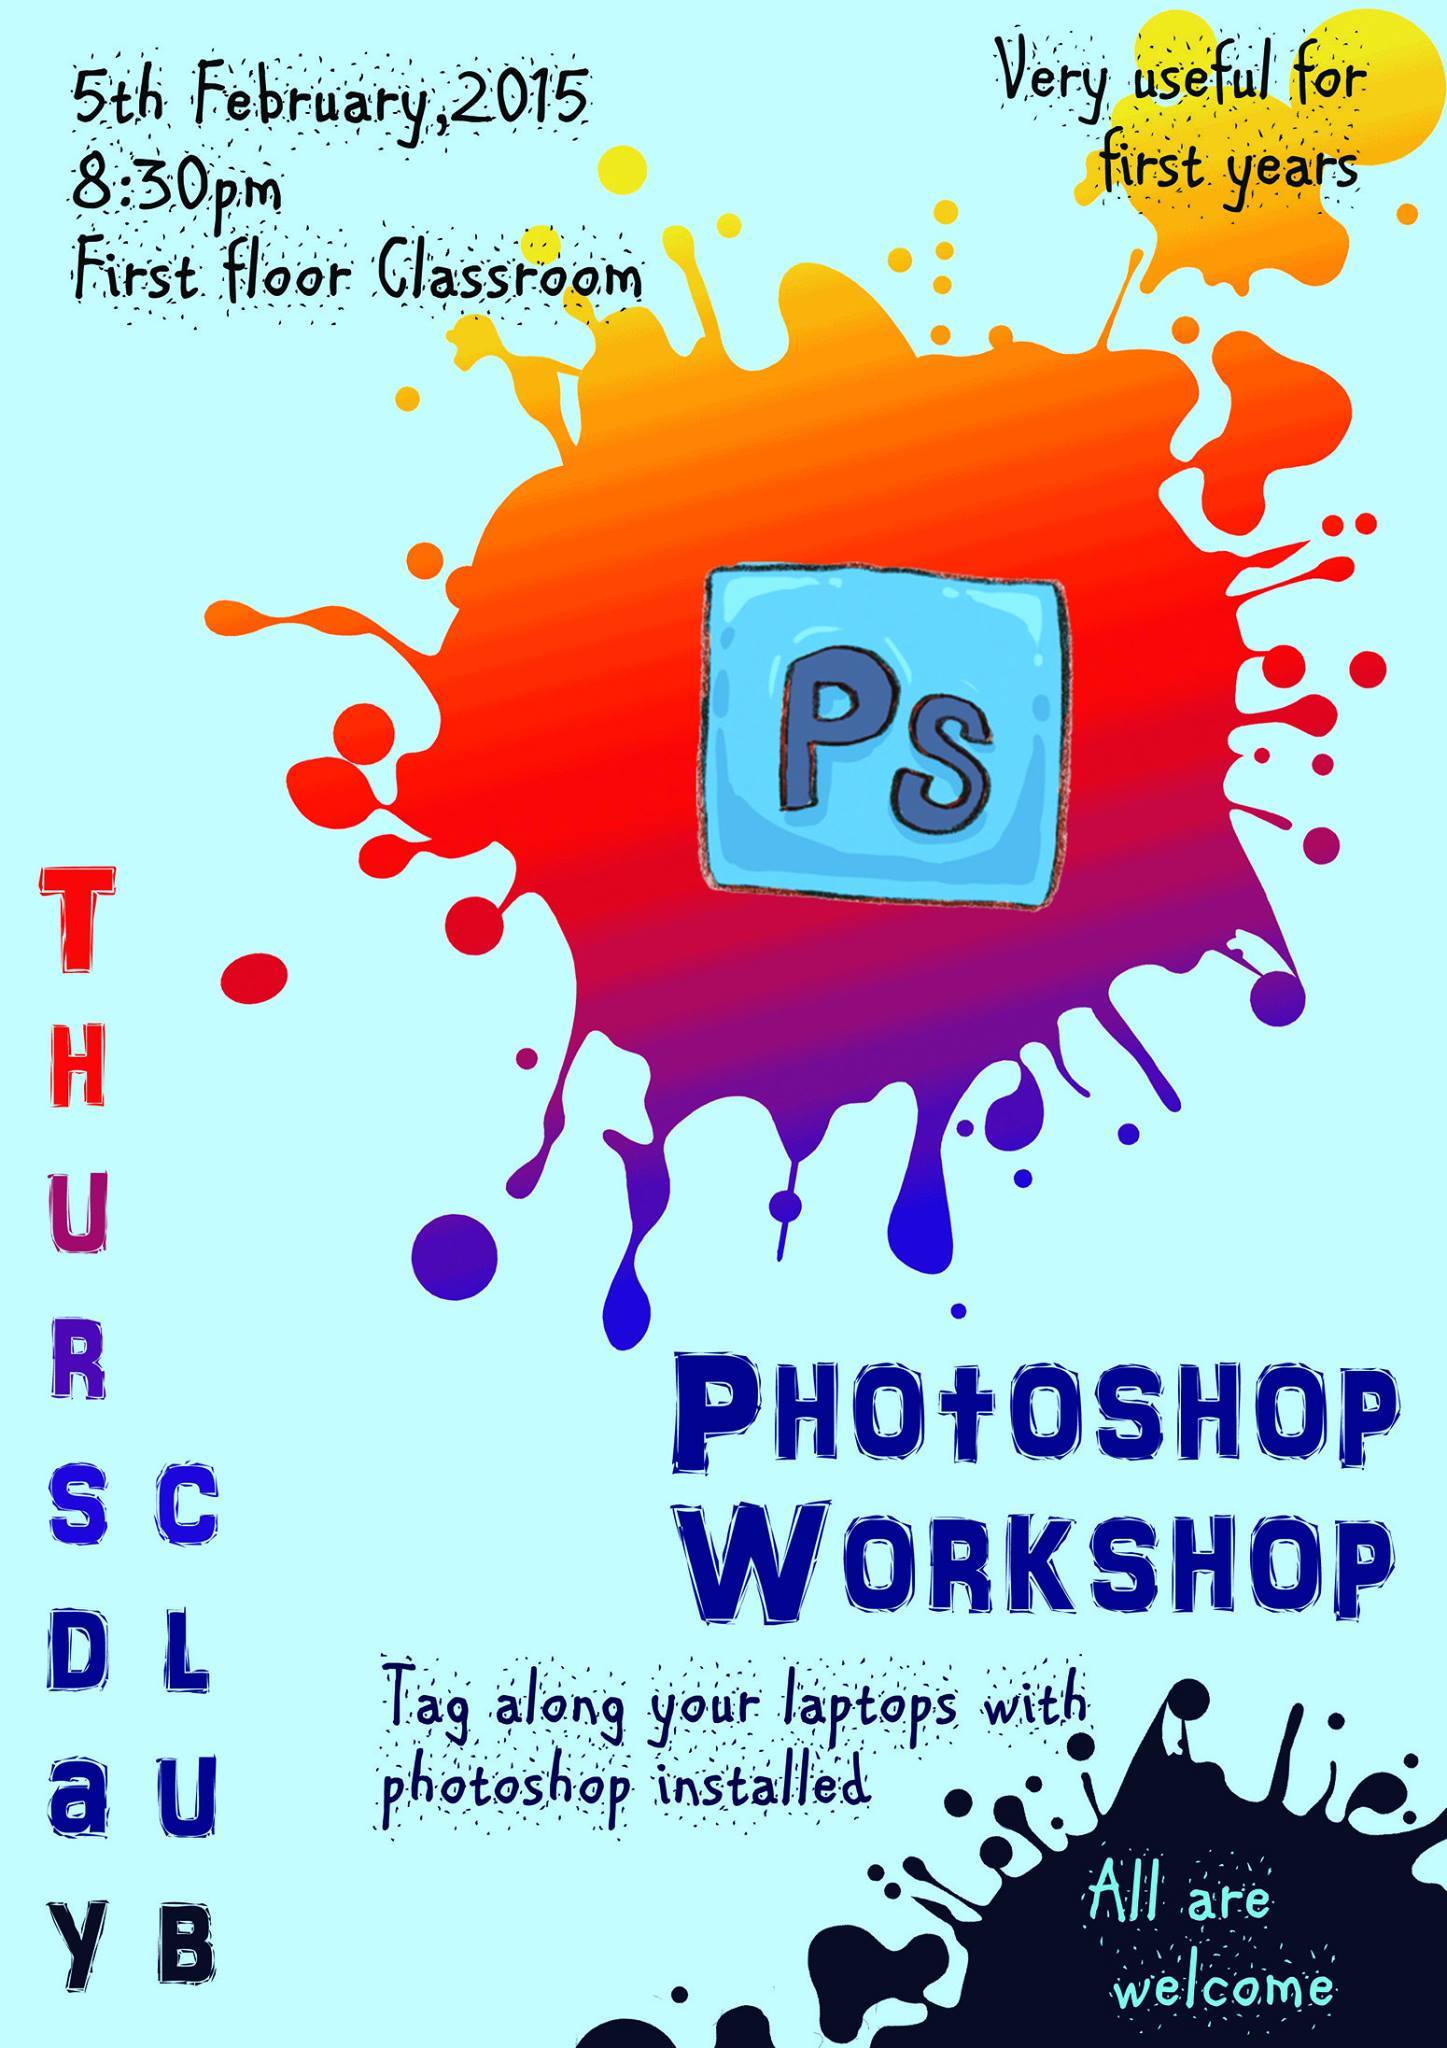 5th February,2015
8:30pm
First floor Classroom
Very useful for
first years
Ps
THURSDaY
CLUB
PHOtOSHOP
WORKSHOP
Tag along your laptops with
photoshop installed
All are
welcome